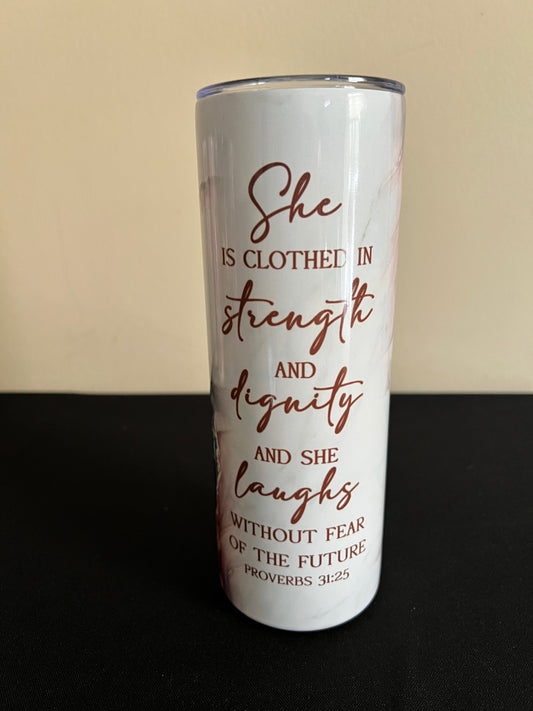 She
IS CLOTHED IN
strength
AND
dignity
AND SHE
laughs
WITHOUT FEAR
OF THE FUTURE
PROVERBS 31:25